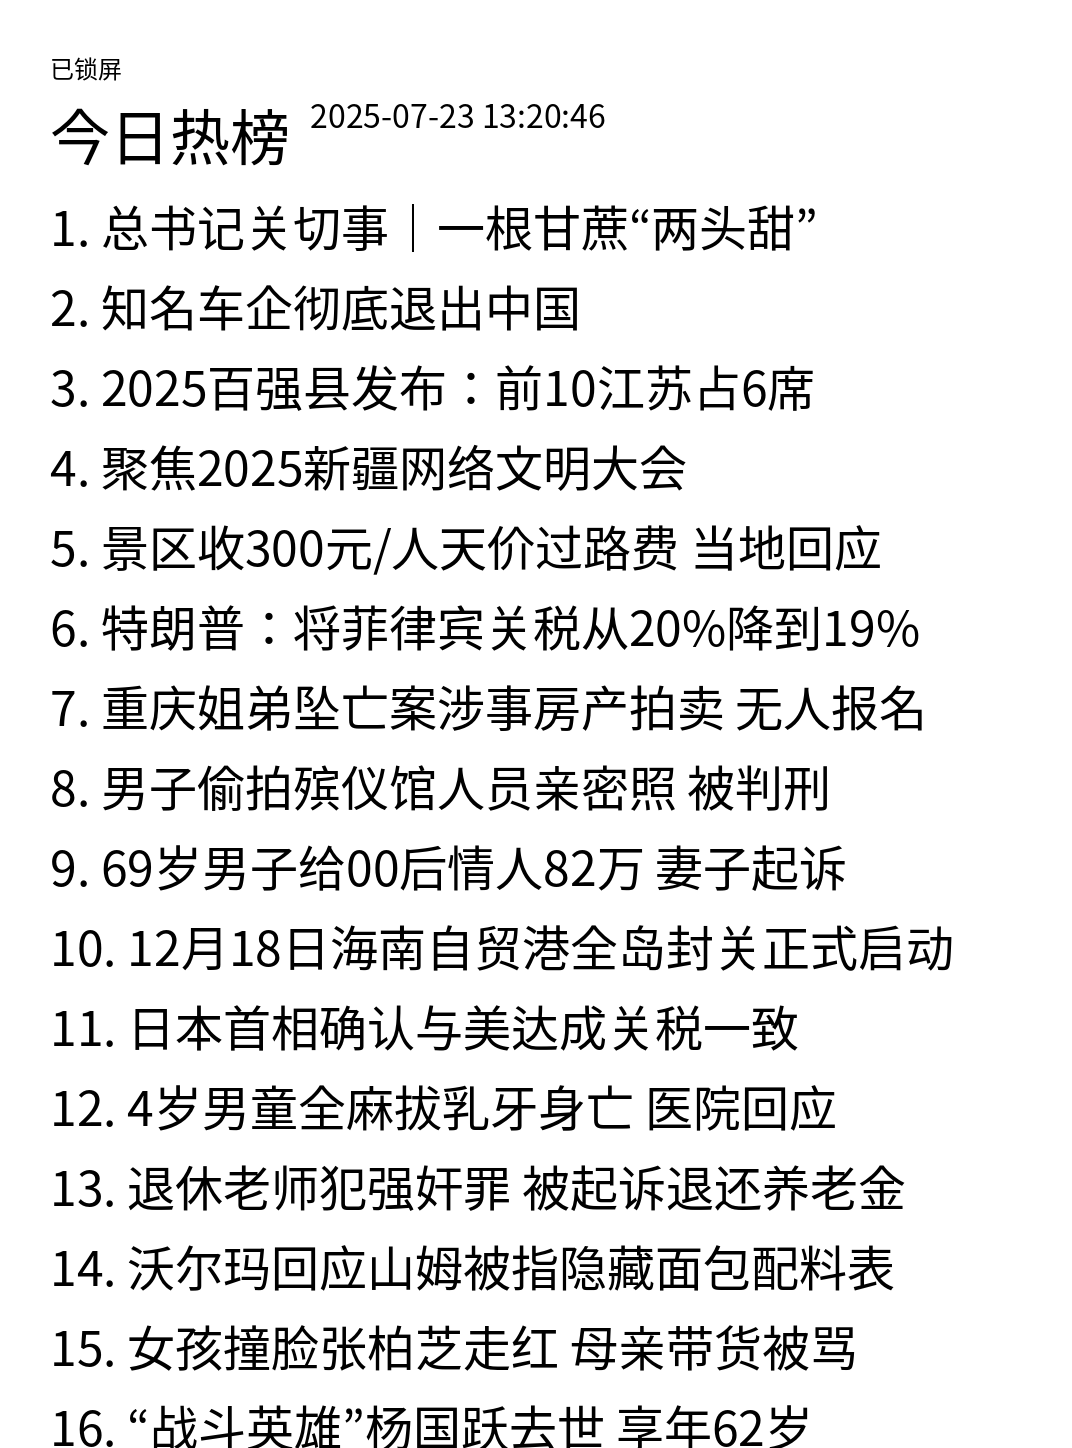 已锁屏
今日热榜 2025-07-23 13:20:46
1. 总书记关切事｜一根甘蔗“两头甜”
2. 知名车企彻底退出中国
3. 2025百强县发布：前10江苏占6席
4. 聚焦2025新疆网络文明大会
5. 景区收300元/人天价过路费 当地回应
6. 特朗普：将菲律宾关税从20%降到19%
7. 重庆姐弟坠亡案涉事房产拍卖 无人报名
8. 男子偷拍殡仪馆人员亲密照 被判刑
9. 69岁男子给00后情人82万 妻子起诉
10. 12月18日海南自贸港全岛封关正式启动
11. 日本首相确认与美达成关税一致
12. 4岁男童全麻拔乳牙身亡 医院回应
13. 退休老师犯强奸罪 被起诉退还养老金
14. 沃尔玛回应山姆被指隐藏面包配料表
15. 女孩撞脸张柏芝走红 母亲带货被骂
16. “战斗英雄”杨国跃去世 享年62岁